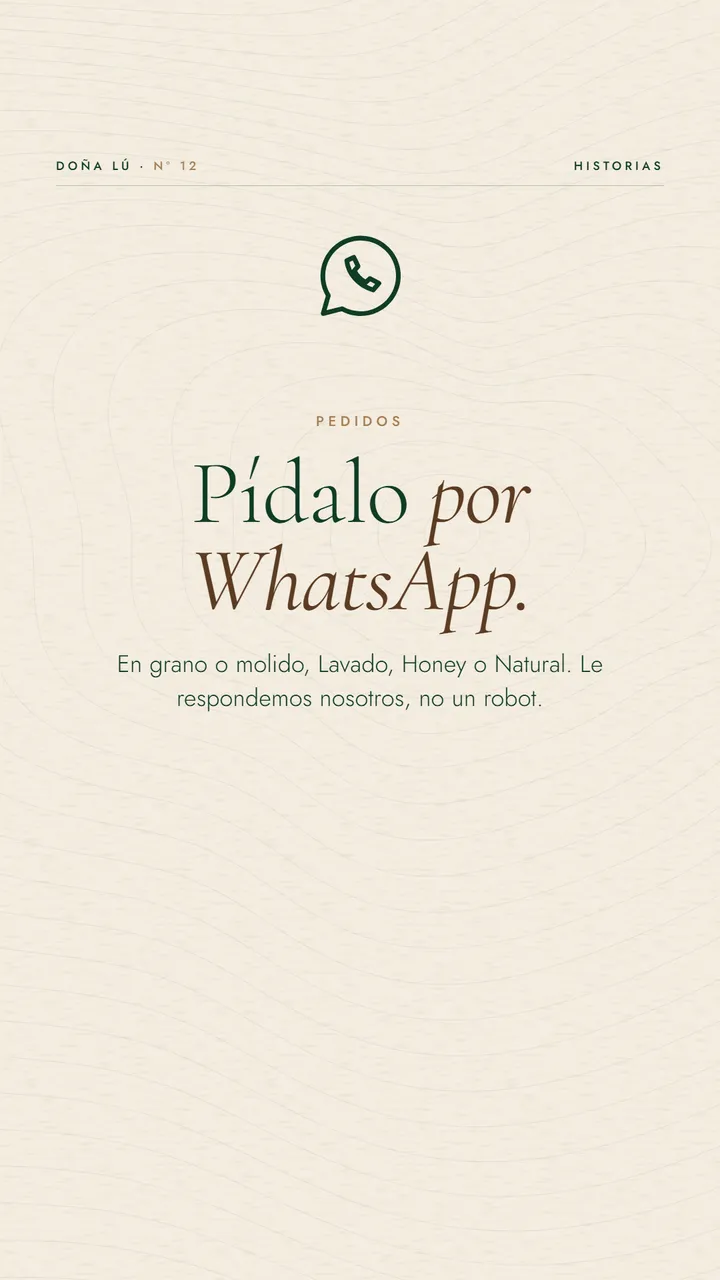 DOÑA LÚ · N° 12
HISTORIAS
PEDIDOS
Pídalo por
WhatsApp.
En grano o molido, Lavado, Honey o Natural. Le
respondemos nosotros, no un robot.